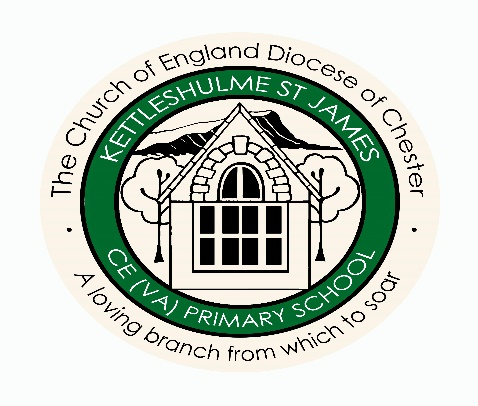 The Church of England Diocese of Chester
KETTLESHULME ST JAMES
CE (VA) PRIMARY SCHOOL
A loving branch from which to soar